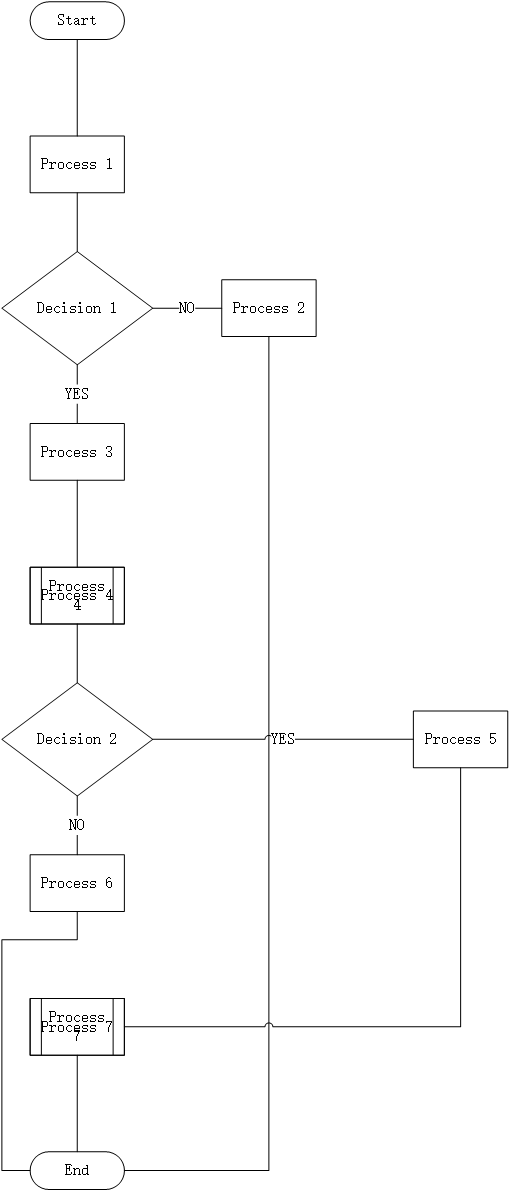 Start
Process 1
Decision 1
NO
Process 2
YES
Process 3
Process
4
Process 4
Decision 2
YES
Process 5
NO
Process 6
Process
7
Process 7
End